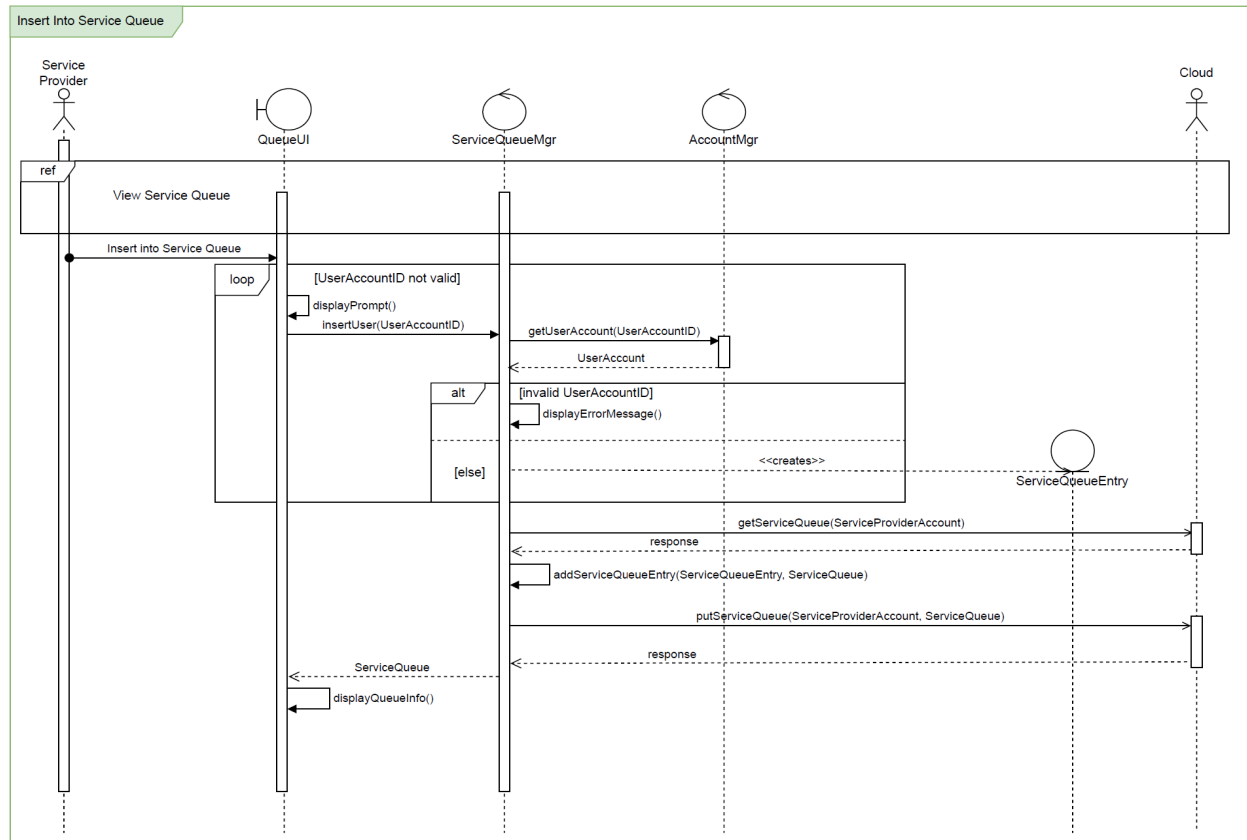 Insert Into Service Queue
Service
Provider
Cloud
QueueUI
ServiceQueueMgr
AccountMgr
ref
View Service Queue
Insert into Service Queue
loop
[UserAccountID not valid]
displayPrompt()
insertUser(UserAccountID)
getUserAccount(UserAccountID)
UserAccount
alt
[invalid UserAccountID]
displayErrorMessage()
<<creates>>
[else]
ServiceQueueEntry
getServiceQueue(ServiceProviderAccount)
response
addServiceQueueEntry(ServiceQueueEntry, ServiceQueue)
putServiceQueue(ServiceProviderAccount, ServiceQueue)
response
ServiceQueue
displayQueueInfo()